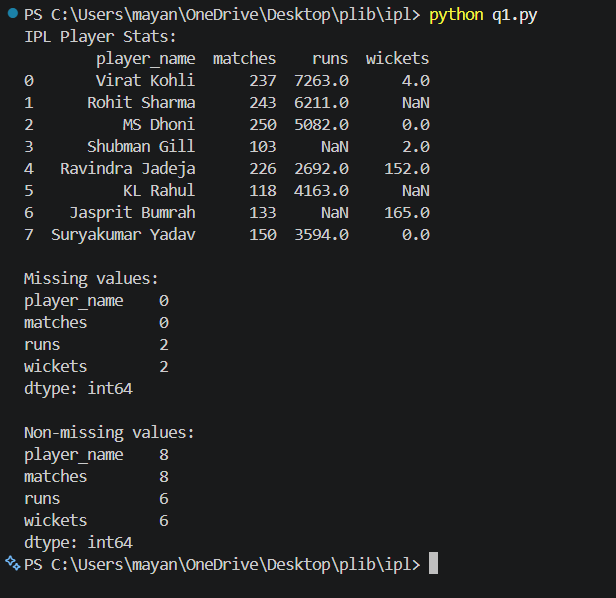 PS C:\Users\mayan\OneDrive\Desktop\plib\ipl> python q1.py
IPL Player Stats:
        player_name  matches    runs  wickets
0       Virat Kohli      237  7263.0      4.0
1      Rohit Sharma      243  6211.0      NaN
2          MS Dhoni      250  5082.0      0.0
3      Shubman Gill      103     NaN      2.0
4   Ravindra Jadeja      226  2692.0    152.0
5          KL Rahul      118  4163.0      NaN
6    Jasprit Bumrah      133     NaN    165.0
7  Suryakumar Yadav      150  3594.0      0.0

Missing values:
player_name    0
matches        0
runs           2
wickets        2
dtype: int64

Non-missing values:
player_name    8
matches        8
runs           6
wickets        6
dtype: int64
PS C:\Users\mayan\OneDrive\Desktop\plib\ipl>